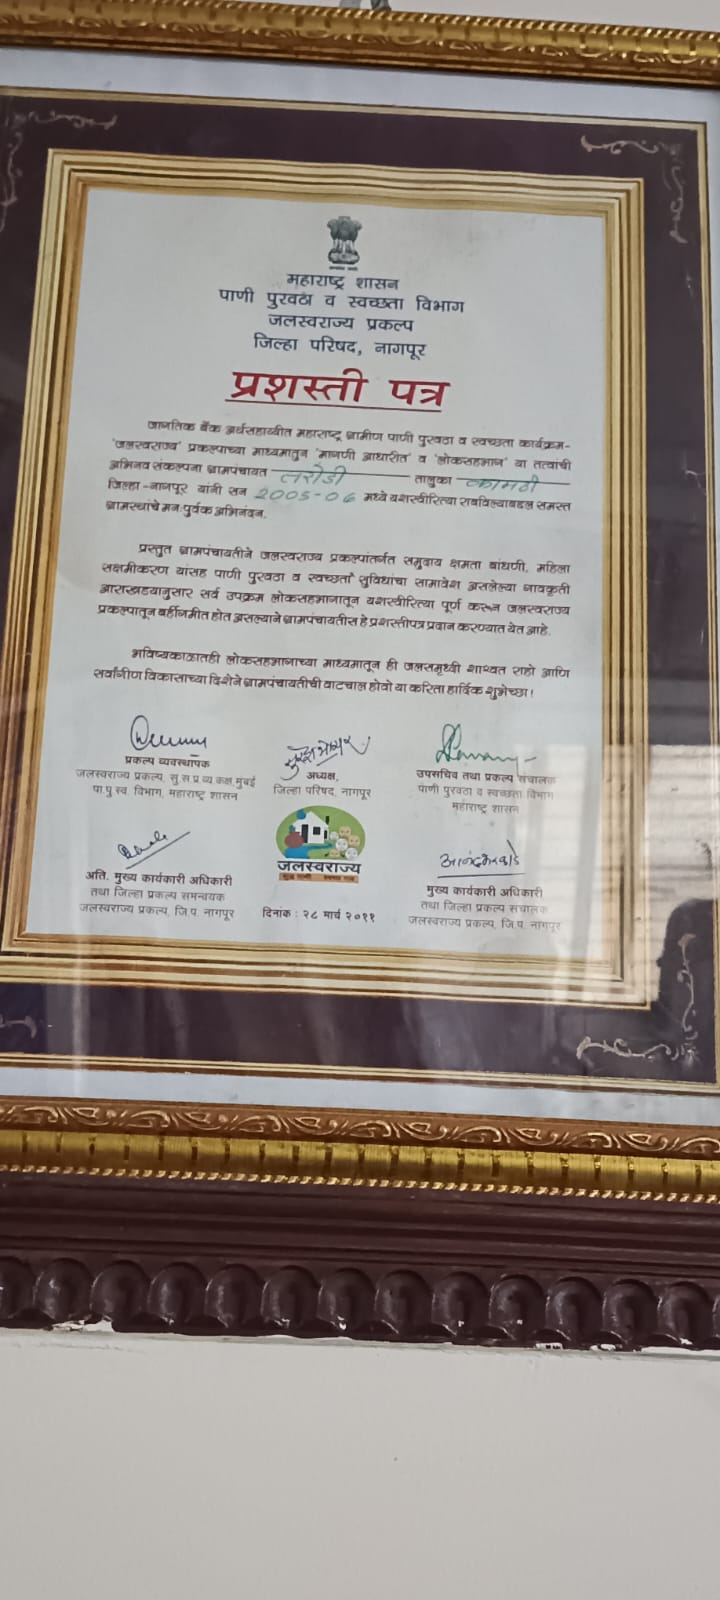 महाराष्ट्र शासन
पाणी पुरवठा व स्वच्छता विभाग
जलस्वराज्य प्रकल्प
जिल्हा परिषद, नागपूर
प्रशस्ती पत्र
जागतिक बँक अर्थसहाय्यीत महाराष्ट्र ग्रामीण पाणी पुरवठा व स्वच्छता कार्यक्रम-
'जलस्वराज्य' प्रकल्पाच्या माध्यमातुन 'मागणी आधारीत' व 'लोकसहभाग' या तत्वांची
अभिनव संकल्पना ग्रामपंचायत तरोडी तालुका कामठी
जिल्हा-नागपूर यांनी सन 2005-06 मध्ये यशस्वीरित्या राबविल्याबद्दल समस्त
ग्रामस्थांचे मनःपुर्वक अभिनंदन.
प्रस्तुत ग्रामपंचायतीने जलस्वराज्य प्रकल्पांतर्गत समुदाय क्षमता बांधणी, महिला
सक्षमीकरण यांसह पाणी पुरवठा व स्वच्छता सुविधांचा सामावेश असलेल्या गावकृती
आराखडयानुसार सर्व उपक्रम लोकसहभागातून यशस्वीरित्या पूर्ण करून जलस्वराज्य
प्रकल्पातून बर्हीगमीत होत असल्याने ग्रामपंचायतीस हे प्रशस्तीपत्र प्रदान करण्यात येत आहे.
भविष्यकाळातही लोकसहभागाच्या माध्यमातून ही जलसमृध्दी शाश्वत राहो आणि
सर्वांगीण विकासाच्या दिशेने ग्रामपंचायतीची वाटचाल होवो या करिता हार्दिक शुभेच्छा!
प्रकल्प व्यवस्थापक
जलस्वराज्य प्रकल्प, सु.स.प्र.व्य.कक्ष,मुंबई
पा.पु.स्व. विभाग, महाराष्ट्र शासन
अध्यक्ष,
जिल्हा परिषद, नागपूर
उपसचिव तथा प्रकल्प संचालक
पाणी पुरवठा व स्वच्छता विभाग
महाराष्ट्र शासन
जलस्वराज्य
अति. मुख्य कार्यकारी अधिकारी
तथा जिल्हा प्रकल्प समन्वयक
जलस्वराज्य प्रकल्प, जि.प. नागपूर
दिनांक : २८ मार्च २०११
मुख्य कार्यकारी अधिकारी
तथा जिल्हा प्रकल्प संचालक
जलस्वराज्य प्रकल्प, जि.प. नागपूर